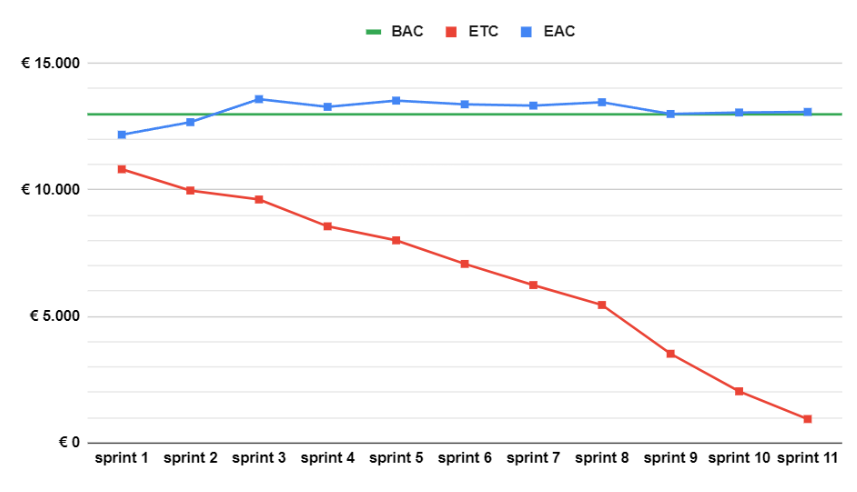 BAC ETC EAC
€ 15.000
€ 10.000
€ 5.000
€ 0
sprint 1 sprint 2 sprint 3 sprint 4 sprint 5 sprint 6 sprint 7 sprint 8 sprint 9 sprint 10 sprint 11